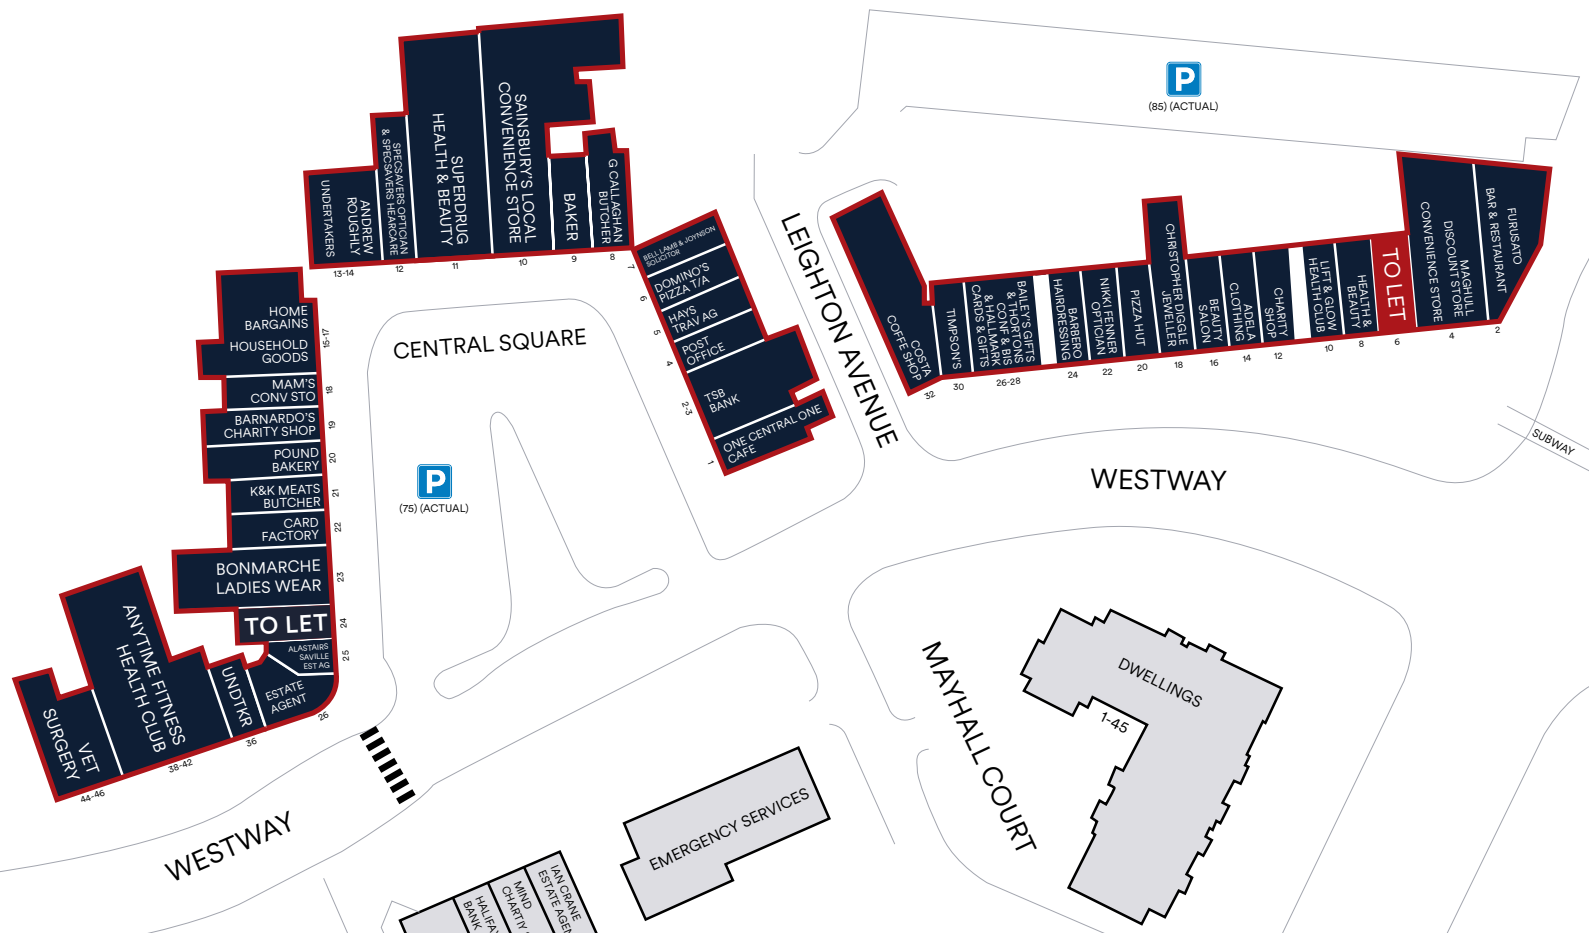 P
(85) (ACTUAL)
SAINSBURY'S LOCAL
CONVENIENCE STORE
SUPERDRUG
HEALTH & BEAUTY
SPECSAVERS OPTICIAN
& SPECSAVERS HEARCARE
ANDREW
ROUGHLY
UNDERTAKERS
BAKER
G CALLAGHAN
BUTCHER
13-14
12
11
10
9
8
7
BELL LAMB & JOYNSON
SOLICITOR
DOMINO'S
PIZZA T/A
6
HAYS
TRAV AG
5
POST
OFFICE
4
TSB
BANK
2-3
ONE CENTRAL ONE
CAFE
1
LEIGHTON AVENUE
COSTA
COFFE SHOP
32
TIMPSON'S
30
BAILEY'S GIFTS
& THORTONS
CONF & BIS
& HALLMARK
CARDS & GIFTS
26-28
BARBERO
HAIRDRESSING
24
NIKKI FENNER
OPTICIAN
22
PIZZA HUT
20
CHRISTOPHER DIGGLE
JEWELLER
18
BEAUTY
SALON
16
ADELA
CLOTHING
14
CHARITY
SHOP
12
LIFT & GLOW
HEALTH CLUB
10
HEALTH &
BEAUTY
8
TO LET
6
MAGHULL
DISCOUNT STORE
CONVENIENCE STORE
4
FURUSATO
BAR & RESTAURANT
2
CENTRAL SQUARE
P
(75) (ACTUAL)
WESTWAY
SUBWAY
HOME
BARGAINS
HOUSEHOLD
GOODS
15-17
MAM'S
CONV STO
18
BARNARDO'S
CHARITY SHOP
19
POUND
BAKERY
20
K&K MEATS
BUTCHER
21
CARD
FACTORY
22
BONMARCHE
LADIES WEAR
23
TO LET
24
ALASTAIRS
SAVILLE
EST AG
25
ESTATE
AGENT
26
UNDTKR
36
ANYTIME FITNESS
HEALTH CLUB
38-42
VET
SURGERY
44-46
WESTWAY
MAYHALL COURT
DWELLINGS
1-45
EMERGENCY SERVICES
IAN CRANE
ESTATE AGEN
MIND
CHARTIY
HALIFAX
BANK